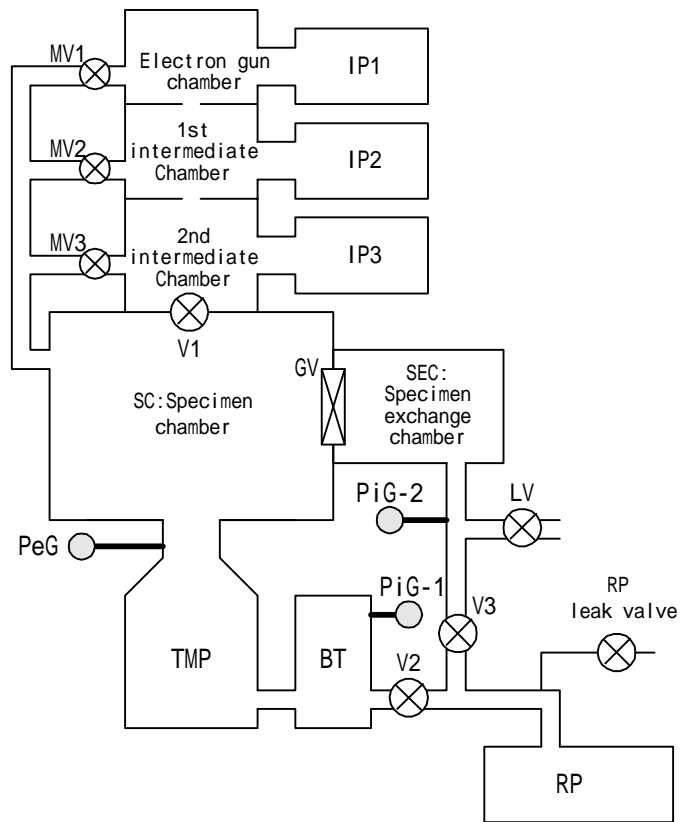 MV1
Electron gun
chamber
IP1
MV2
1st
intermediate
Chamber
IP2
MV3
2nd
intermediate
Chamber
IP3
V1
GV
SEC:
Specimen
exchange
chamber
SC:Specimen
chamber
PiG-2
LV
PeG
PiG-1
V3
RP
leak valve
TMP
BT
V2
RP